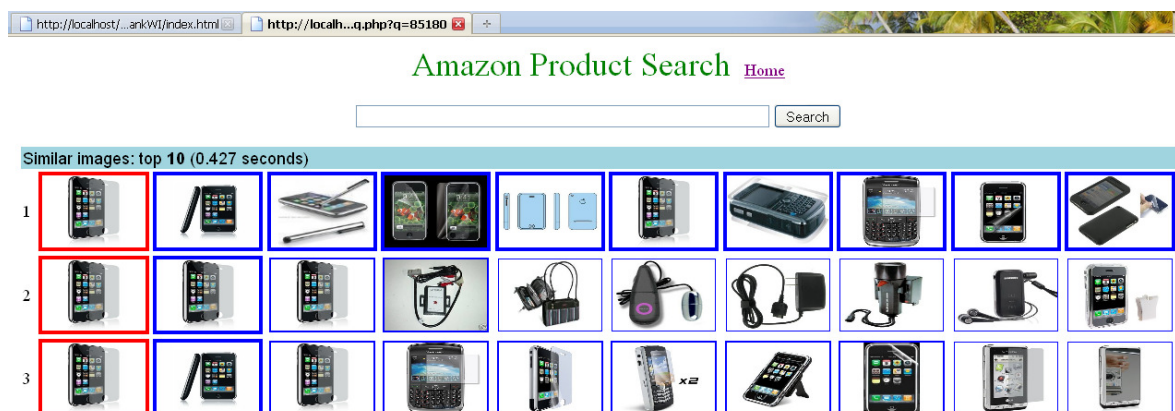 http://localhost/...ankWI/index.html
http://localh...q.php?q=85180
Amazon Product Search Home
Search
Similar images: top 10 (0.427 seconds)
1
2
x2
3